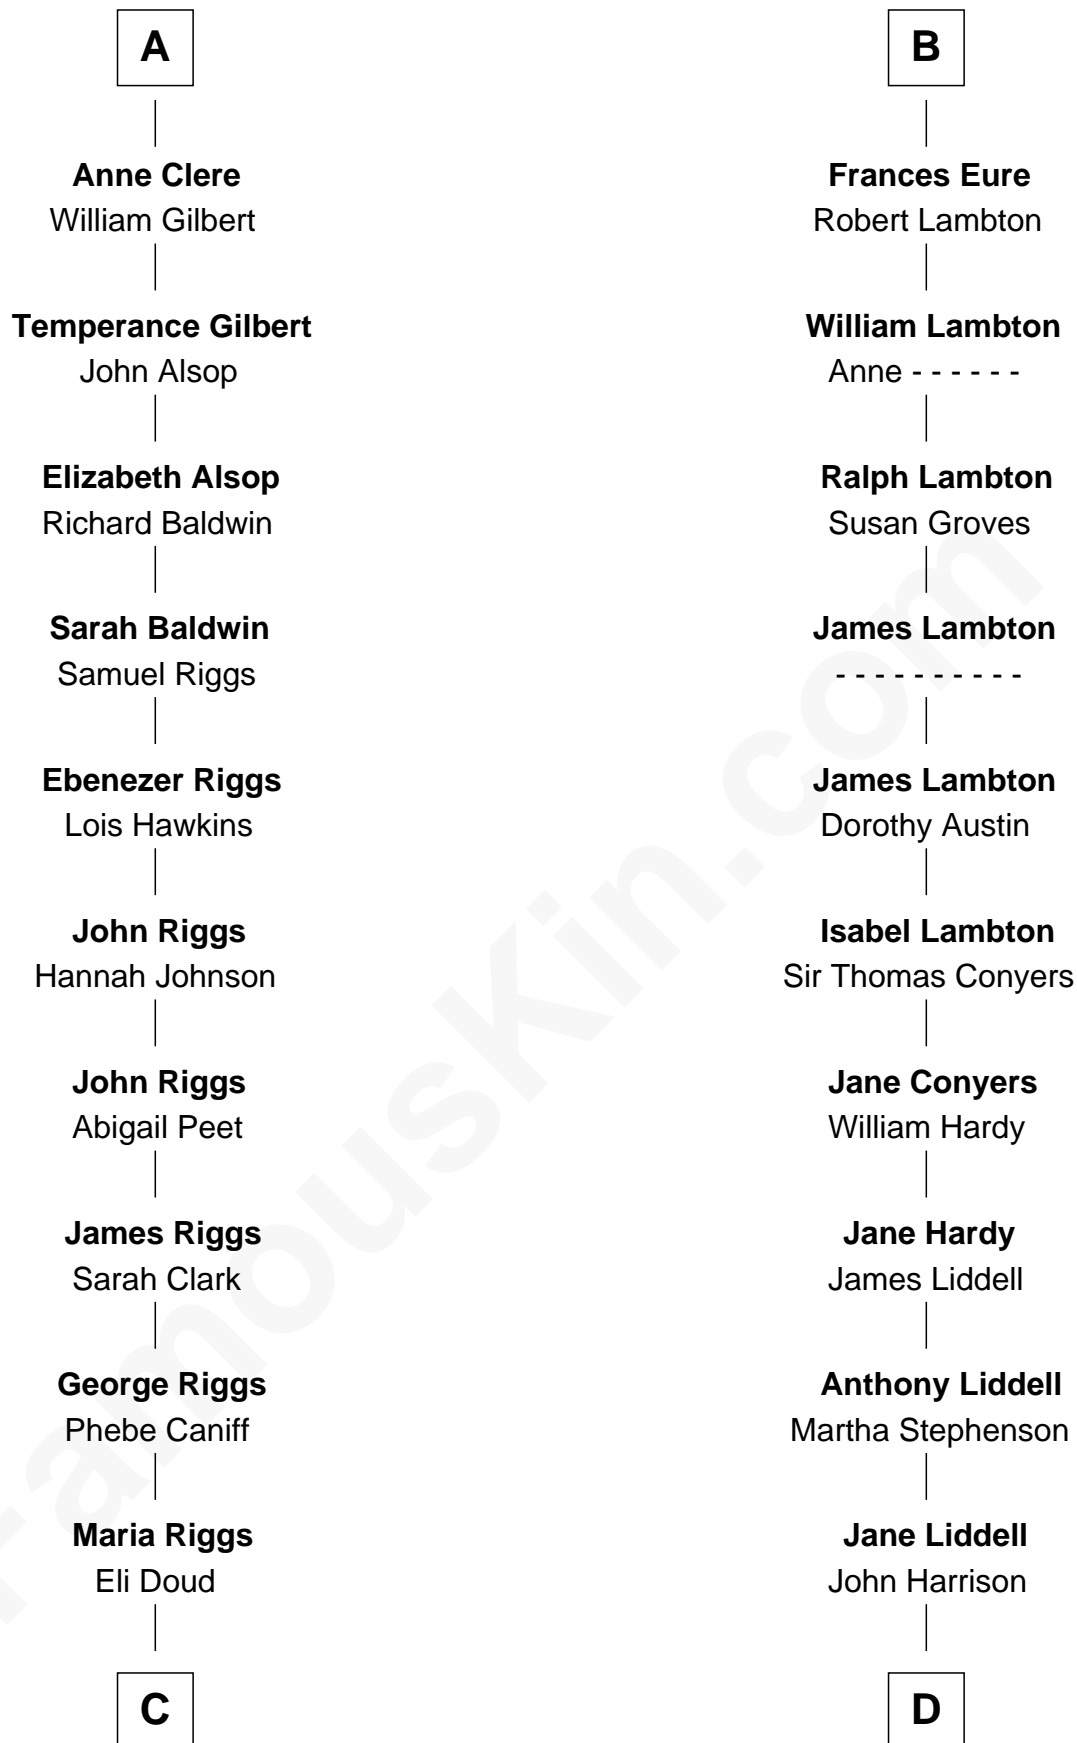 A
Anne Clere
William Gilbert
Temperance Gilbert
John Alsop
Elizabeth Alsop
Richard Baldwin
Sarah Baldwin
Samuel Riggs
Ebenezer Riggs
Lois Hawkins
John Riggs
Hannah Johnson
John Riggs
Abigail Peet
James Riggs
Sarah Clark
George Riggs
Phebe Caniff
Maria Riggs
Eli Doud
C
B
Frances Eure
Robert Lambton
William Lambton
Anne - - - - - -
Ralph Lambton
Susan Groves
James Lambton
- - - - - - - - - -
James Lambton
Dorothy Austin
Isabel Lambton
Sir Thomas Conyers
Jane Conyers
William Hardy
Jane Hardy
James Liddell
Anthony Liddell
Martha Stephenson
Jane Liddell
John Harrison
D
FamousKin.com